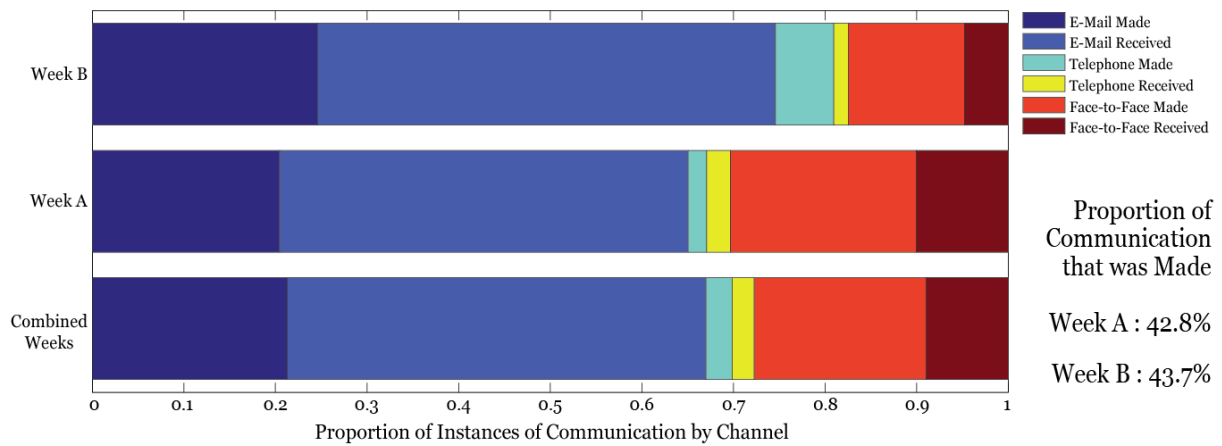 E-Mail Made
E-Mail Received
Telephone Made
Telephone Received
Face-to-Face Made
Face-to-Face Received
Week B
Week A
Combined
Weeks
0 0.1 0.2 0.3 0.4 0.5 0.6 0.7 0.8 0.9 1
Proportion of Instances of Communication by Channel
Proportion of
Communication
that was Made
Week A : 42.8%
Week B : 43.7%